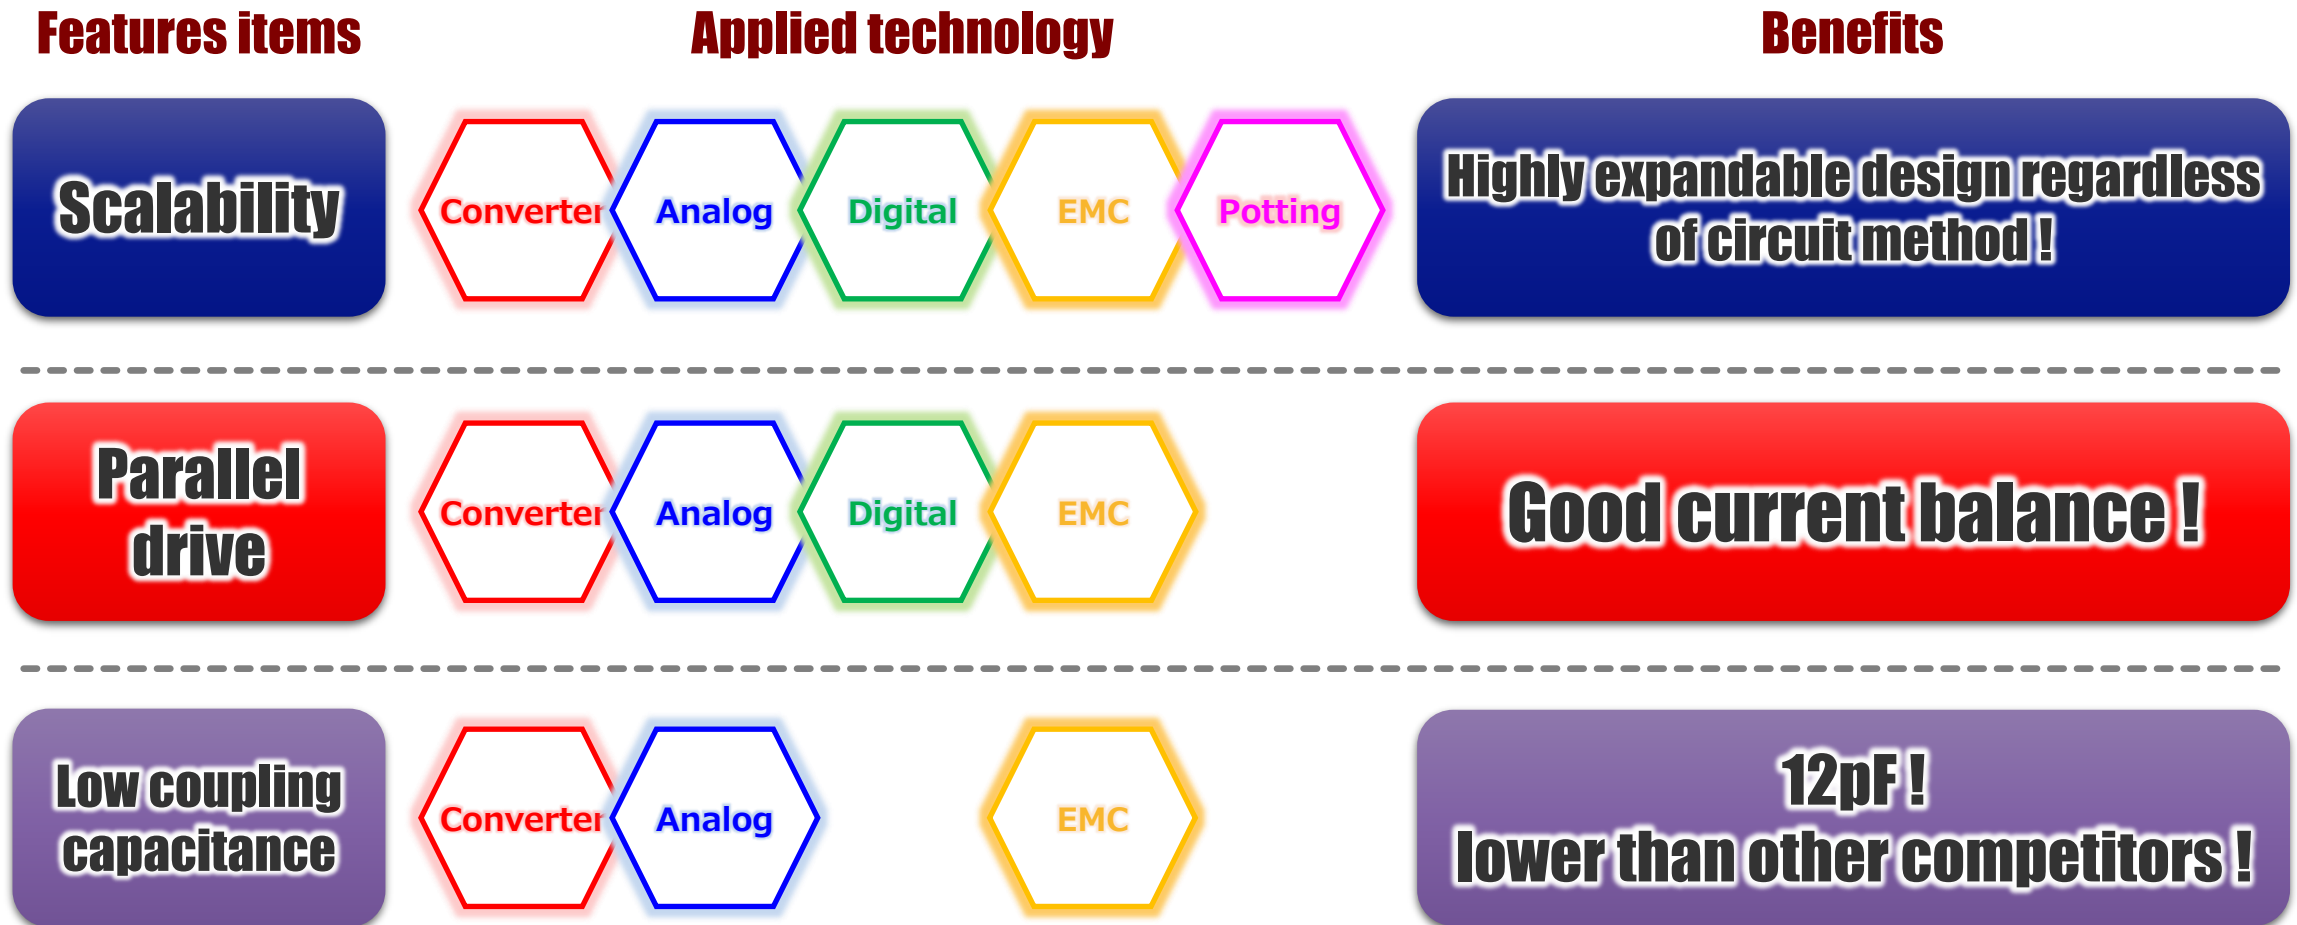 Features items
Applied technology
Benefits
Scalability
Converter
Analog
Digital
EMC
Potting
Highly expandable design regardless
of circuit method !
Parallel
drive
Converter
Analog
Digital
EMC
Good current balance !
Low coupling
capacitance
Converter
Analog
EMC
12pF !
lower than other competitors !